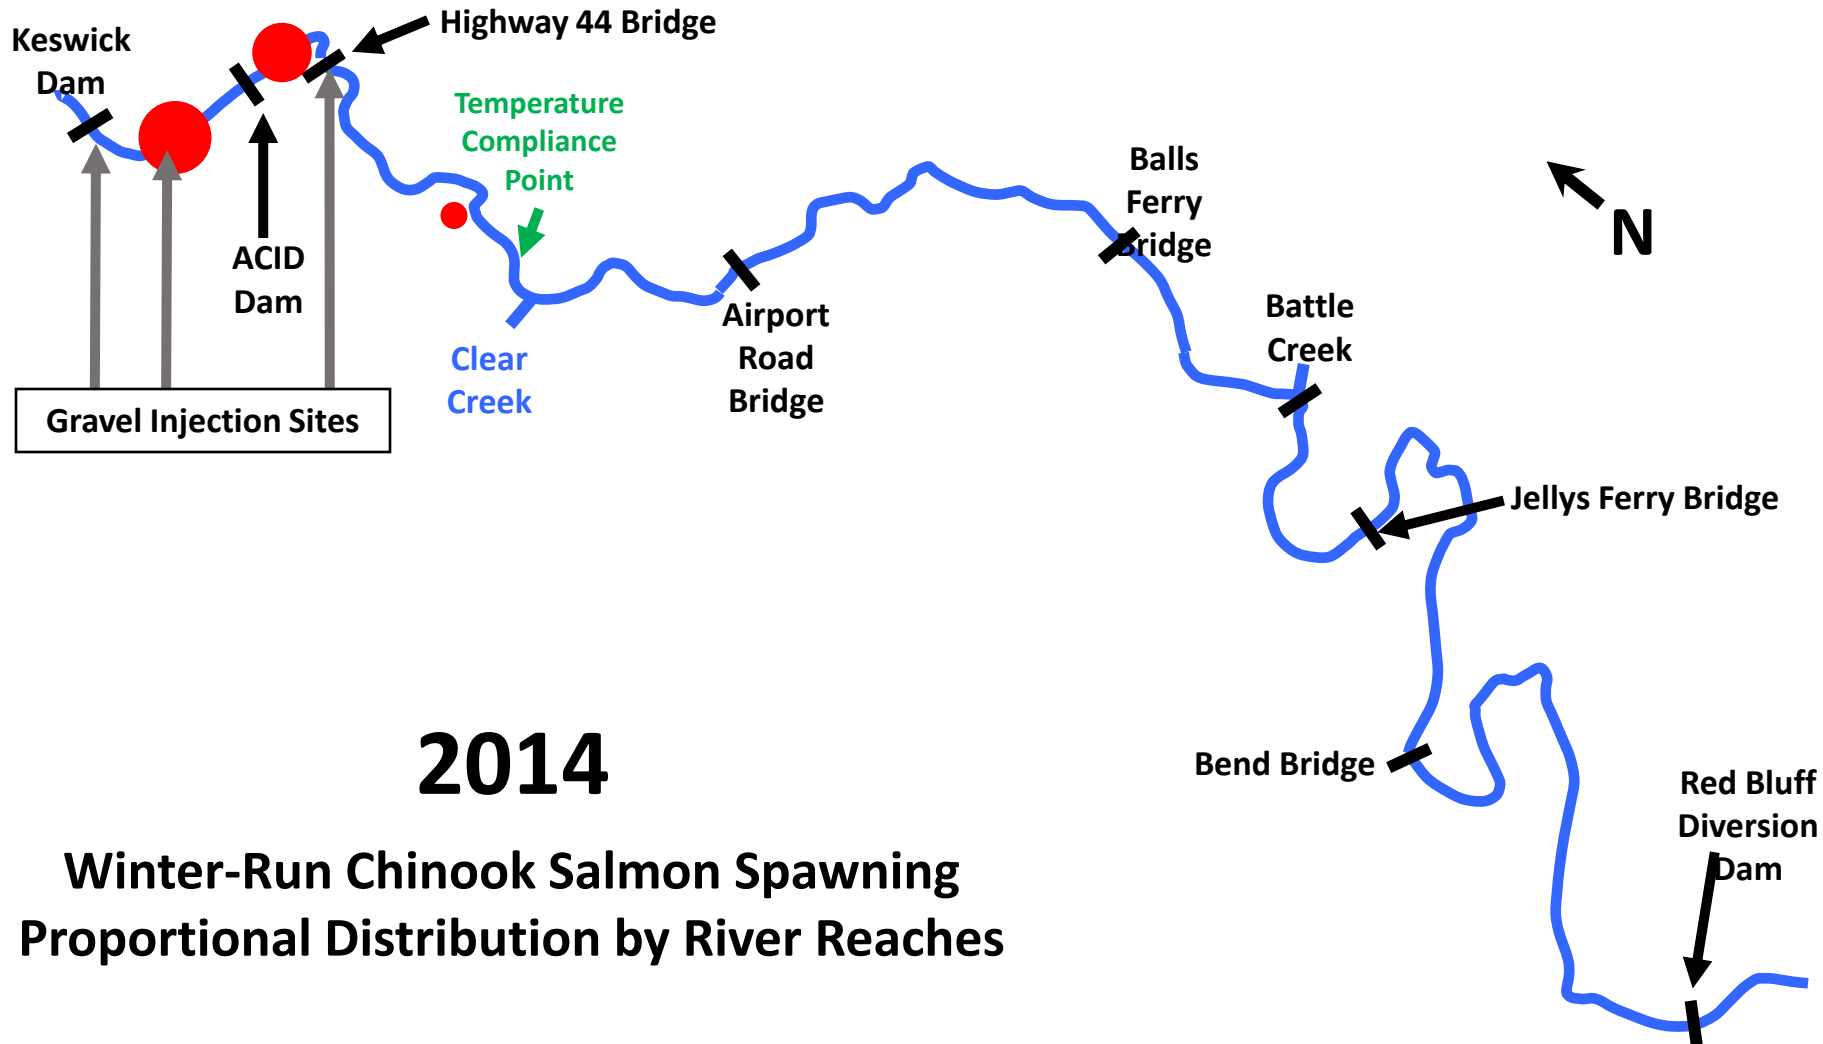 Keswick
Dam
Highway 44 Bridge
Temperature
Compliance
Point
ACID
Dam
Gravel Injection Sites
Clear
Creek
Airport
Road
Bridge
Balls
Ferry
Bridge
N
Battle
Creek
Jellys Ferry Bridge
Bend Bridge
Red Bluff
Diversion
Dam
2014
Winter-Run Chinook Salmon Spawning
Proportional Distribution by River Reaches